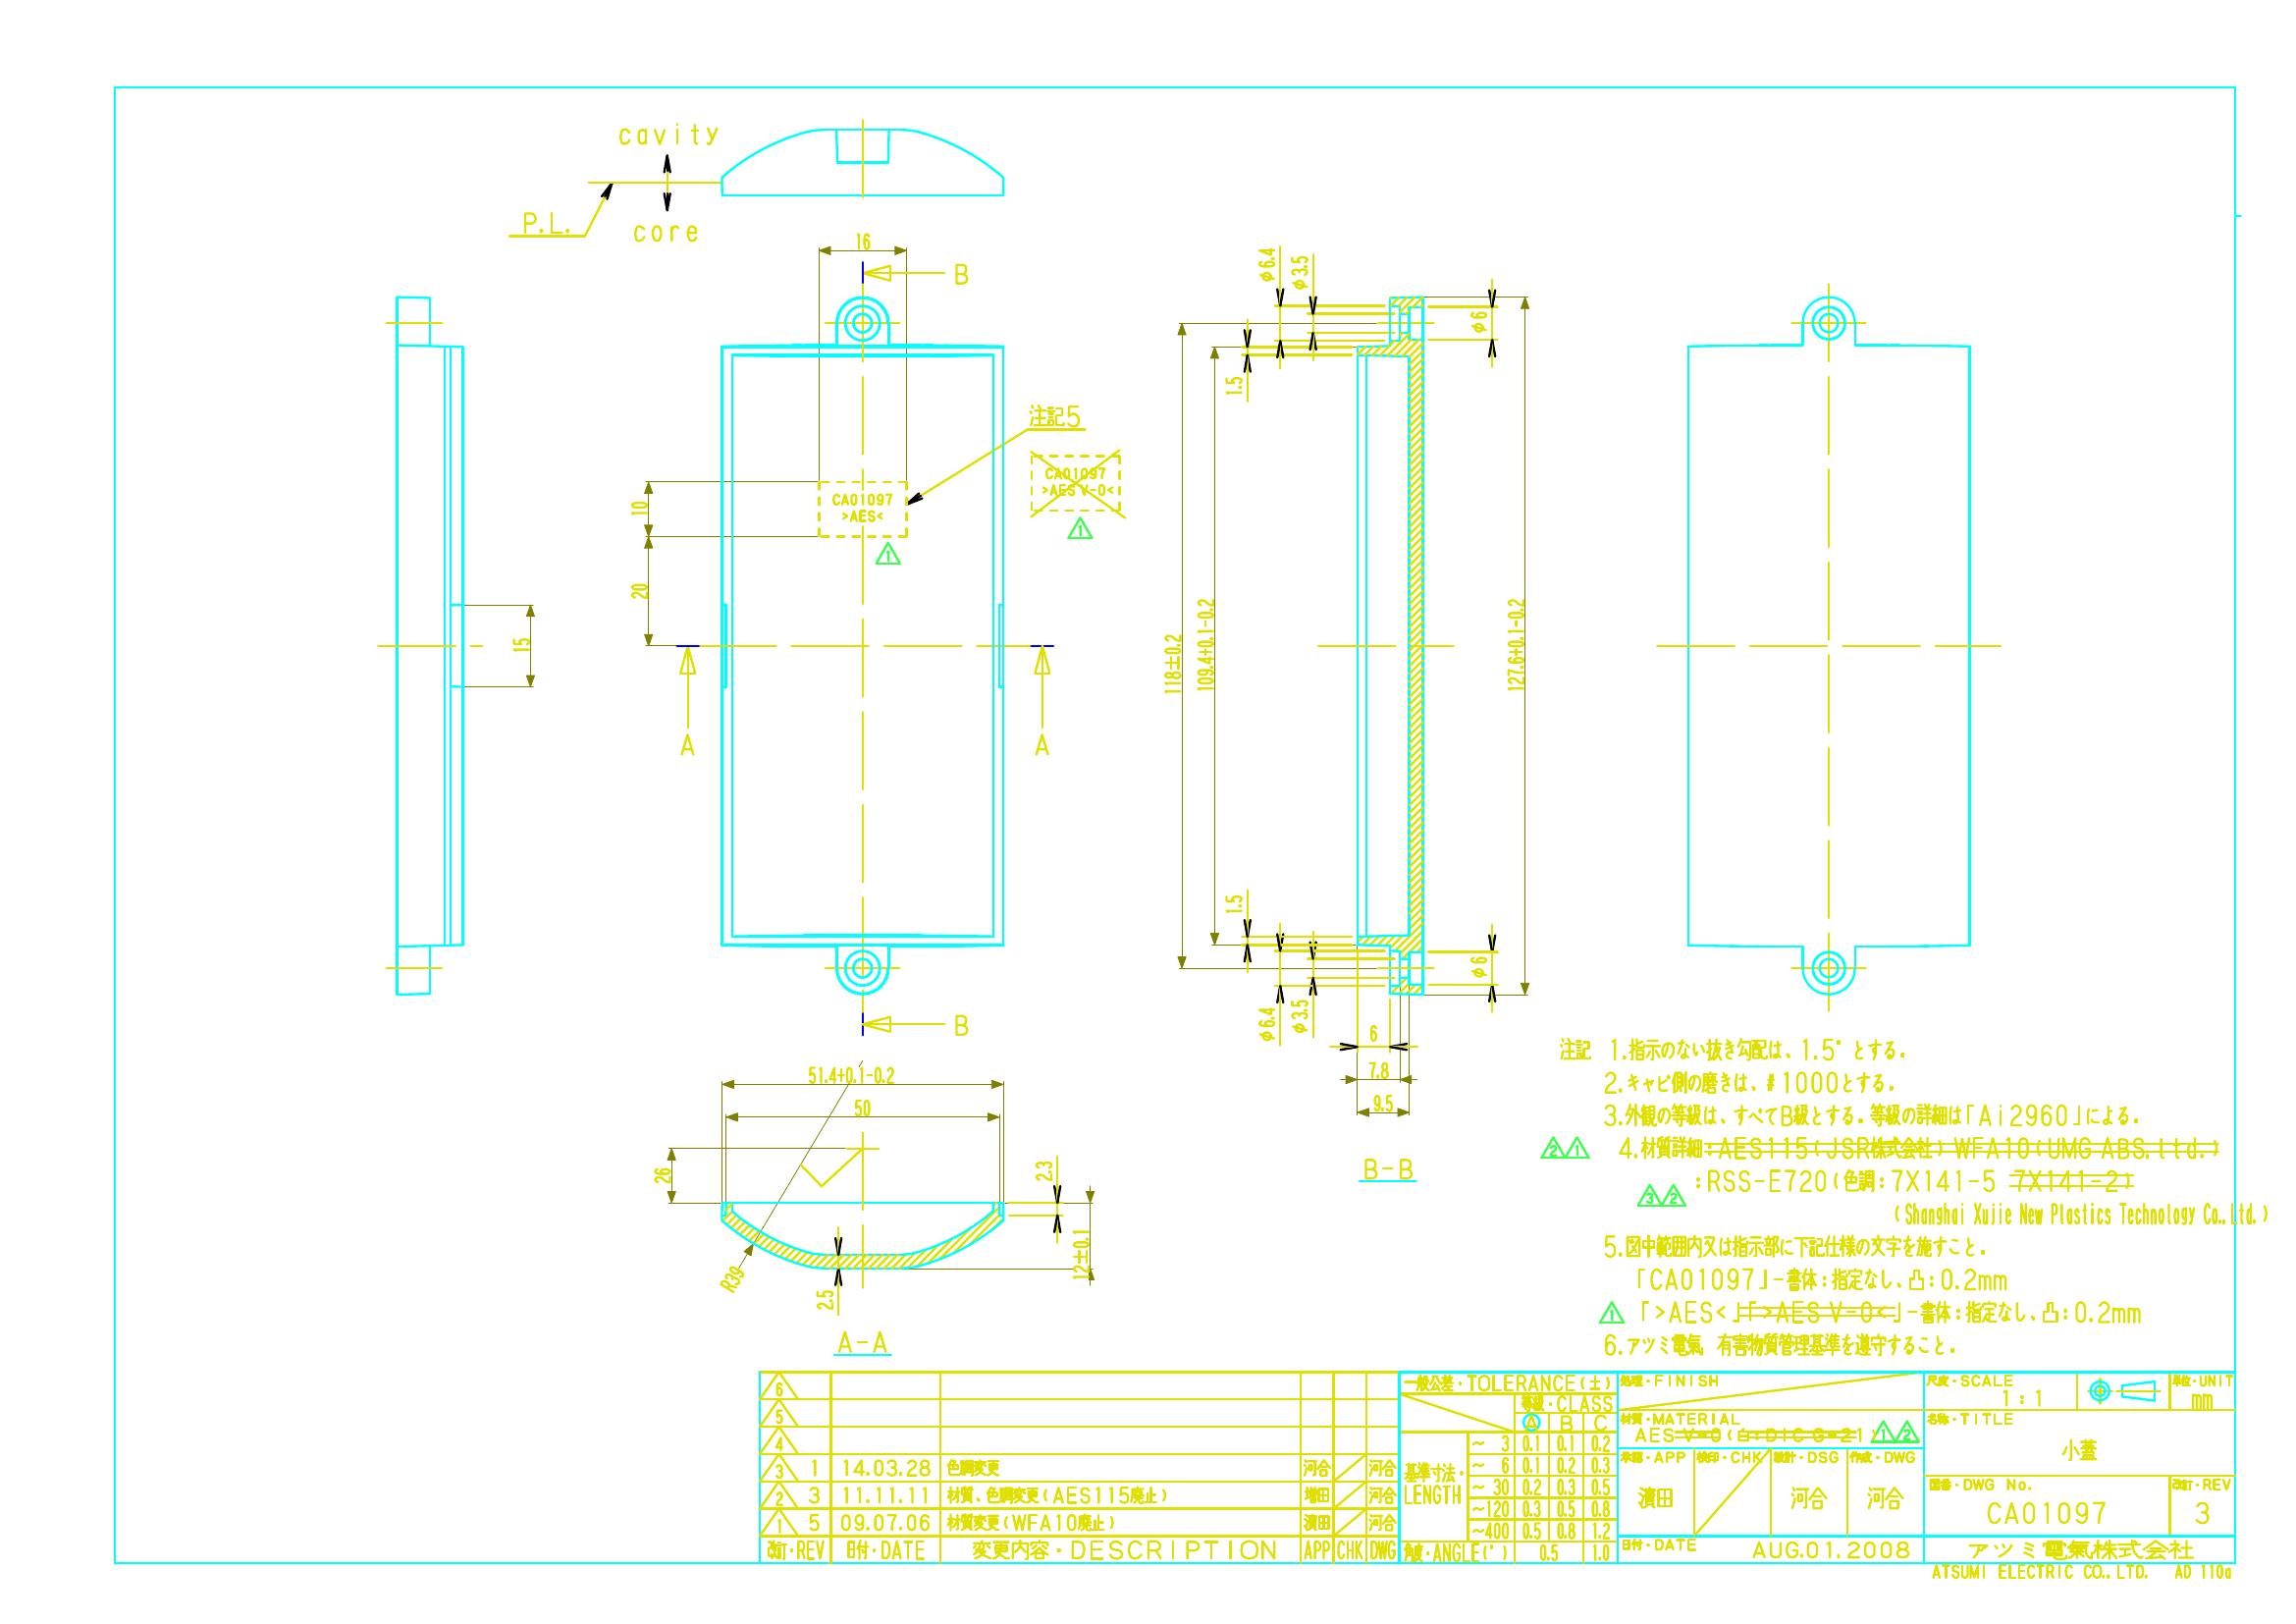 cavity
P.L.
core
16
B
φ6.4
φ3.5
φ6
1.5
注記5
CA01097
>AES V-0<
1
CA01097
>AES<
1
10
20
15
118±0.2
109.4+0.1-0.2
127.6+0.1-0.2
A
A
1.5
φ6.4
φ3.5
φ6
B
6
7.8
9.5
B-B
51.4+0.1-0.2
50
26
2.3
12±0.1
R39
2.5
A-A
注記 1.指示のない抜き勾配は、1.5°とする.
2.キャビ側の磨きは、#1000とする.
3.外観の等級は、すべてB級とする.等級の詳細は「Ai2960」による.
2 1 4.材質詳細:AES115(JSR株式会社)WFA10(UMG ABS.Ltd.)
3 2 :RSS-E720(色調:7X141-5 7X141-2)
(Shanghai Xujie New Plastics Technology Co.,Ltd.)
5.図中範囲内又は指示部に下記仕様の文字を施すこと.
「CA01097」-書体:指定なし、凸:0.2mm
1 「>AES<」「>AES V-0<」-書体:指定なし、凸:0.2mm
6.アツミ電氣 有害物質管理基準を遵守すること.
6
5
4
3 1 14.03.28 色調変更 河合 河合
2 3 11.11.11 材質、色調変更(AES115廃止) 増田 河合
1 5 09.07.06 材質変更(WFA10廃止) 濱田 河合
改訂・REV 日付・DATE 変更内容・DESCRIPTION APP CHK DWG
一般公差・TOLERANCE(±)
等級・CLASS
A B C
基準寸法・LENGTH
~ 3 0.1 0.1 0.2
~ 6 0.1 0.2 0.3
~ 30 0.2 0.3 0.5
~120 0.3 0.5 0.8
~400 0.5 0.8 1.2
角度・ANGLE(°) 0.5 1.0
処理・FINISH
材質・MATERIAL
AES V-0(白:DIC G-21) 1 2
承認・APP 検印・CHK 設計・DSG 作成・DWG
濱田 河合 河合
日付・DATE AUG.01.2008
尺度・SCALE
1:1
単位・UNIT
mm
名称・TITLE
小蓋
図番・DWG No.
CA01097
改訂・REV
3
アツミ電氣株式会社
ATSUMI ELECTRIC CO.,LTD. AD 110a